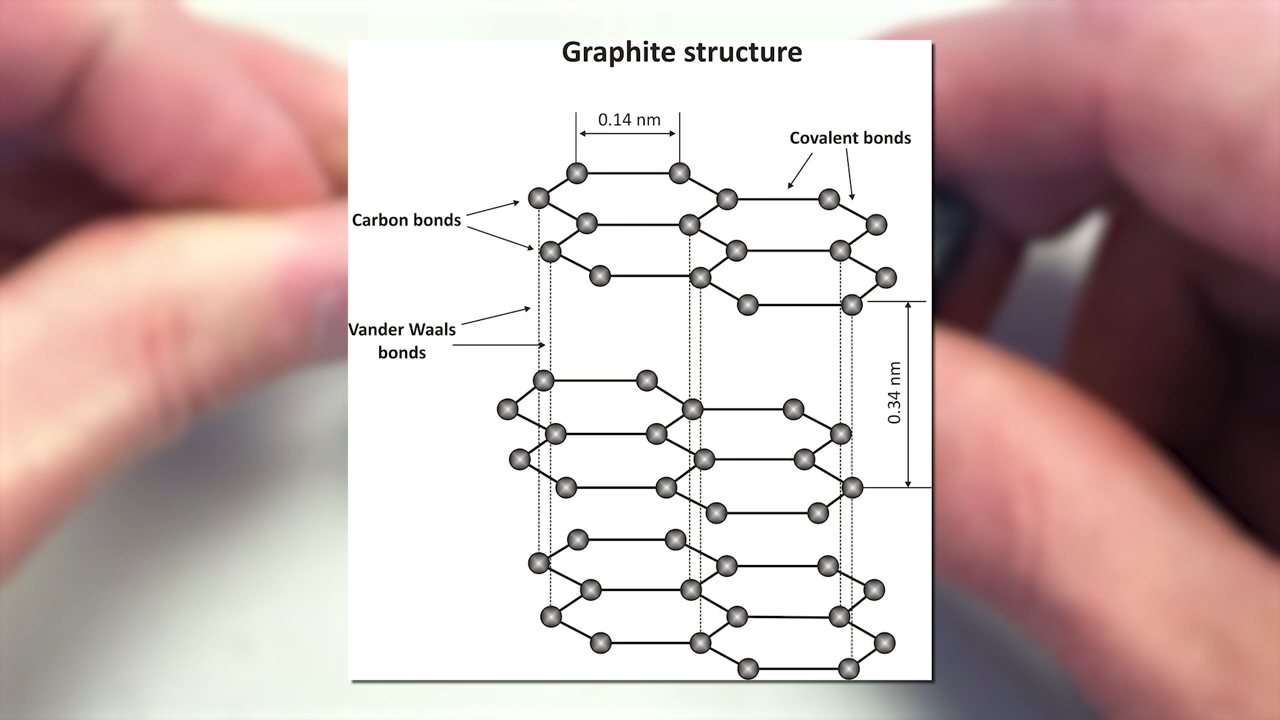 Graphite structure
0.14 nm
Covalent bonds
Carbon bonds
Vander Waals
bonds
0.34 nm